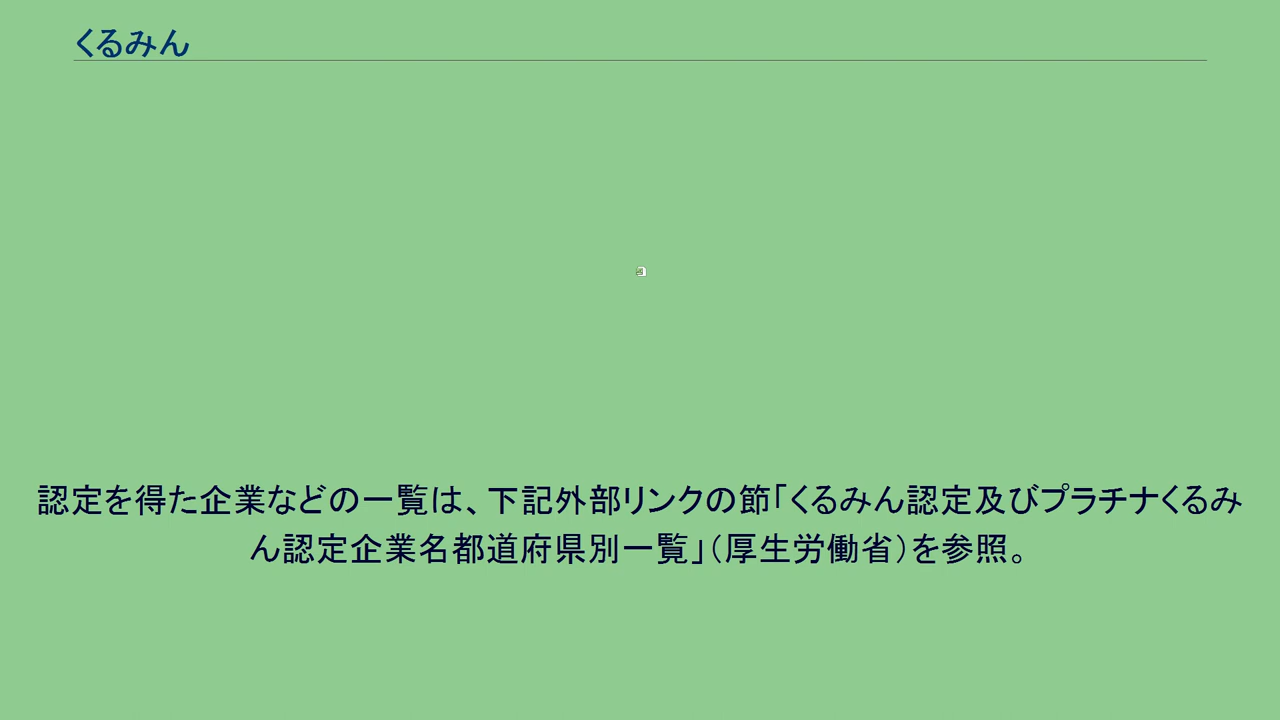 くるみん
認定を得た企業などの一覧は、下記外部リンクの節「くるみん認定及びプラチナくるみ
ん認定企業名都道府県別一覧」（厚生労働省）を参照。